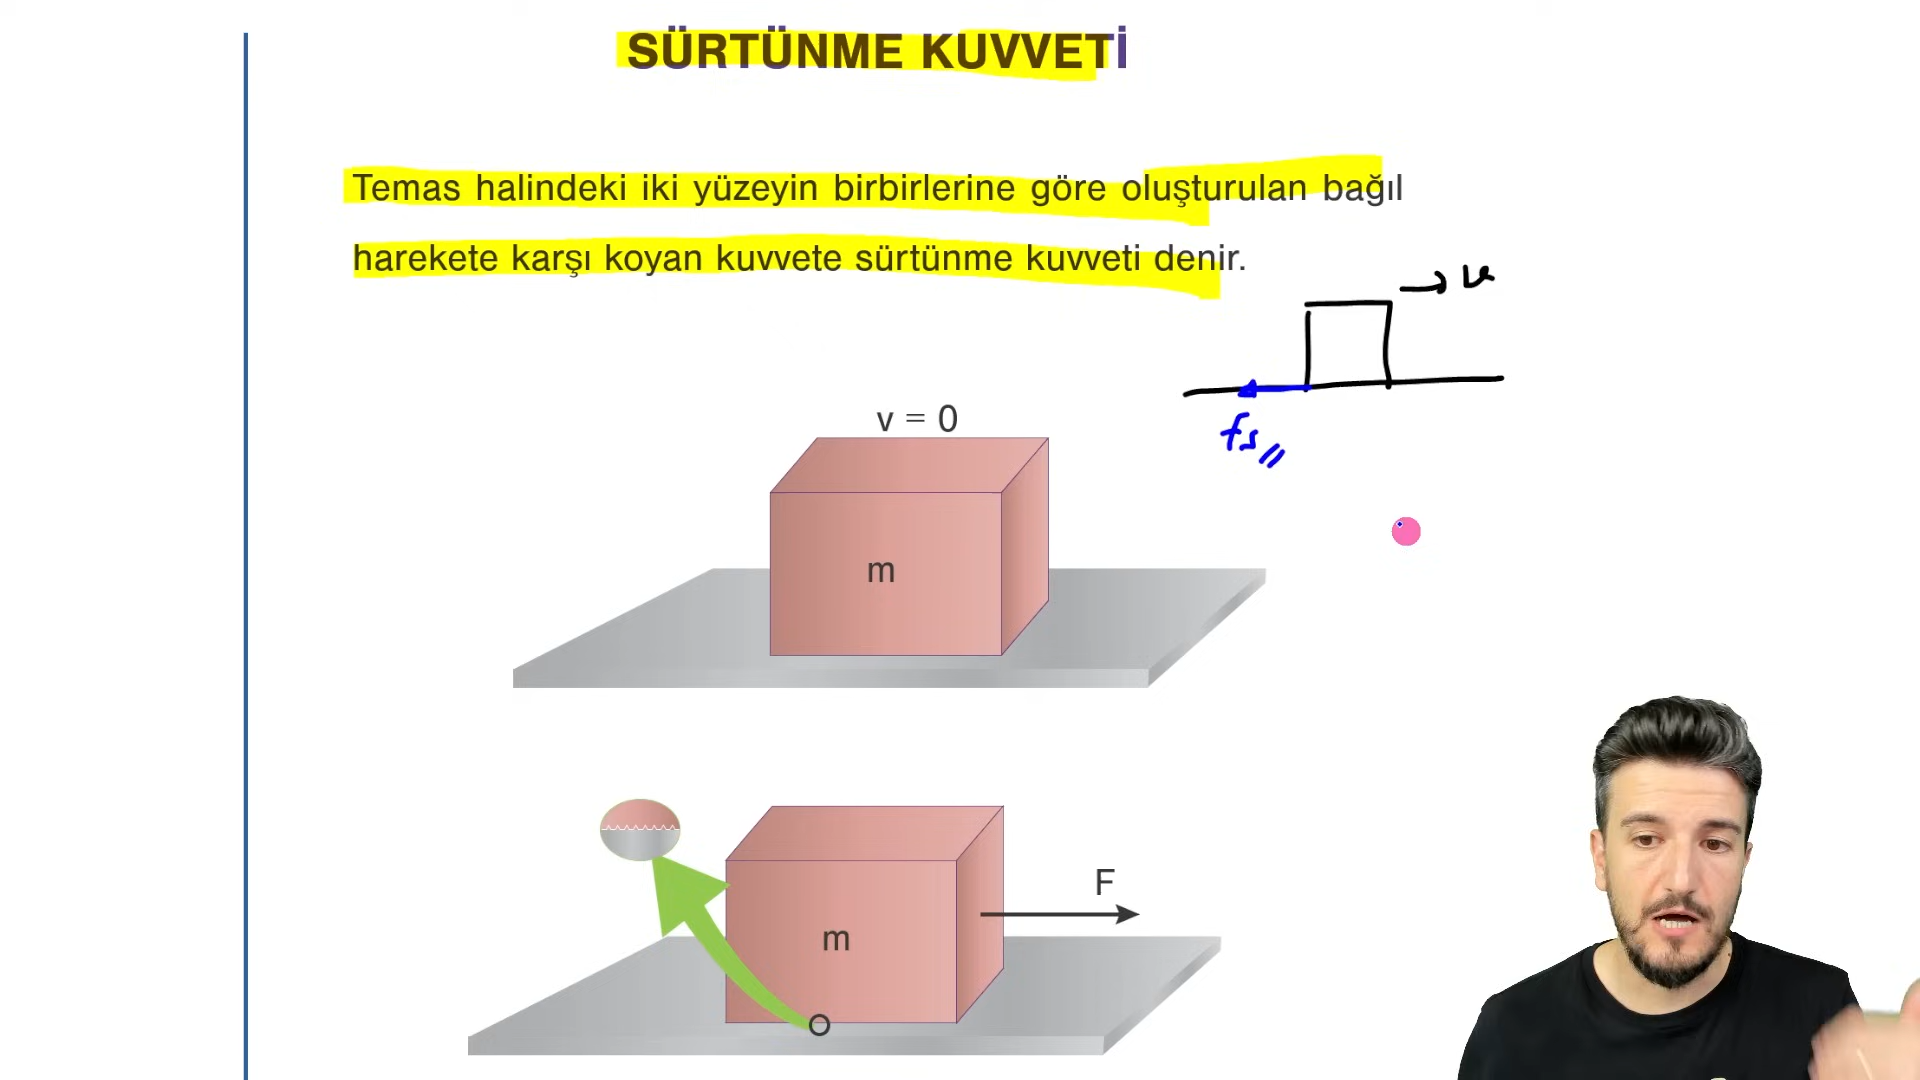 SÜRTÜNME KUVVETİ
Temas halindeki iki yüzeyin birbirlerine göre oluşturulan bağıl
harekete karşı koyan kuvvete sürtünme kuvveti denir.
v
fs
v = 0
m
F
m